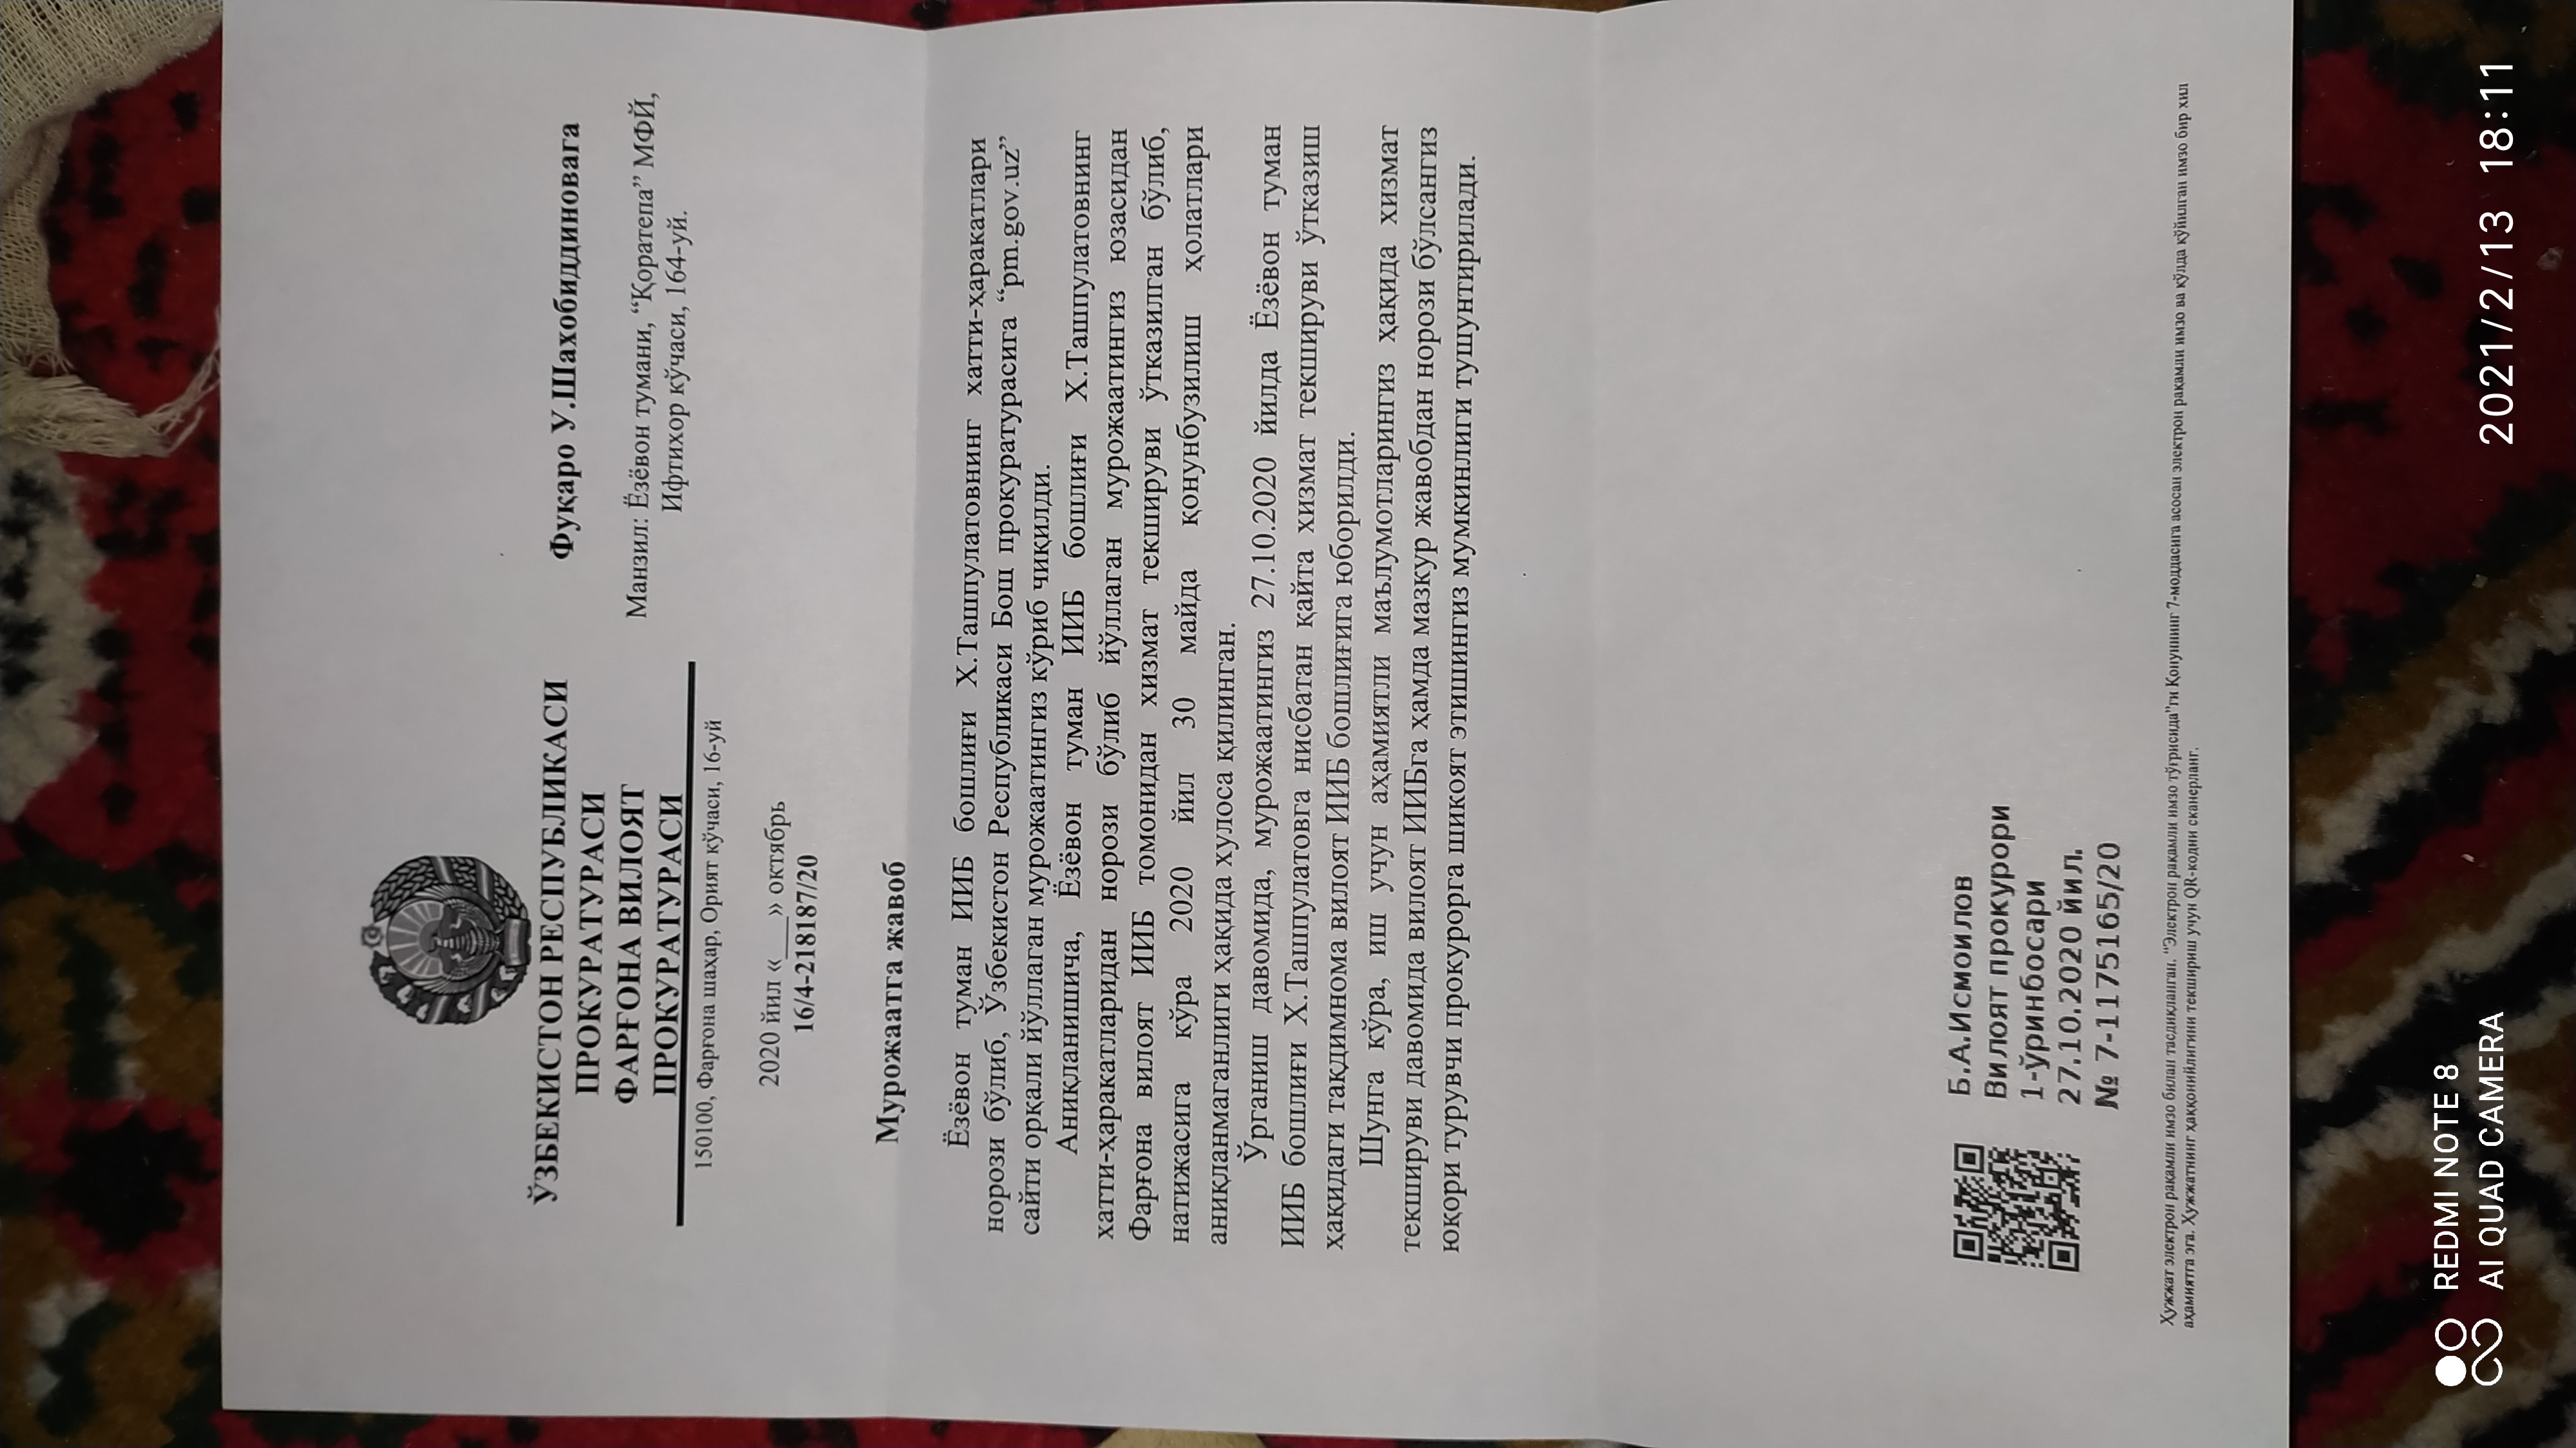 ЎЗБЕКИСТОН РЕСПУБЛИКАСИ
ПРОКУРАТУРАСИ
ФАРҒОНА ВИЛОЯТ
ПРОКУРАТУРАСИ
150100, Фарғона шаҳар, Орият кўчаси, 16-уй
2020 йил «___» октябрь
16/4-218187/20
Фуқаро У.Шахобиддиновага
Манзил: Ёзёвон тумани, “Қоратепа” МФЙ,
Ифтихор кўчаси, 164-уй.
Мурожаатга жавоб
Ёзёвон туман ИИБ бошлиғи Х.Ташпулатовнинг хатти-ҳаракатлари
норози бўлиб, Ўзбекистон Республикаси Бош прокуратурасига “pm.gov.uz”
сайти орқали йўллаган мурожаатингиз кўриб чиқилди.
Аниқланишича, Ёзёвон туман ИИБ бошлиғи Х.Ташпулатовнинг
хатти-ҳаракатларидан норози бўлиб йўллаган мурожаатингиз юзасидан
Фарғона вилоят ИИБ томонидан хизмат текшируви ўтказилган бўлиб,
натижасига кўра 2020 йил 30 майда қонунбузилиш ҳолатлари
аниқланмаганлиги ҳақида хулоса қилинган.
Ўрганиш давомида, мурожаатингиз 27.10.2020 йилда Ёзёвон туман
ИИБ бошлиғи Х.Ташпулатовга нисбатан қайта хизмат текшируви ўтказиш
ҳақидаги тақдимнома вилоят ИИБ бошлиғига юборилди.
Шунга кўра, иш учун аҳамиятли маълумотларингиз ҳақида хизмат
текшируви давомида вилоят ИИБга ҳамда мазкур жавобдан норози бўлсангиз
юқори турувчи прокурорга шикоят этишингиз мумкинлиги тушунтирилади.
Б.А.Исмоилов
Вилоят прокурори
1-ўринбосари
27.10.2020 йил.
№ 7-1175165/20
Ҳужжат электрон рақамли имзо билан тасдиқланган. “Электрон рақамли имзо тўғрисида”ги Қонуннинг 7-моддасига асосан электрон рақамли имзо ва қўлда қўйилган имзо бир хил
аҳамиятга эга. Ҳужжатнинг ҳаққонийлигини текшириш учун QR-кодни сканерланг.
REDMI NOTE 8
AI QUAD CAMERA
2021/2/13 18:11